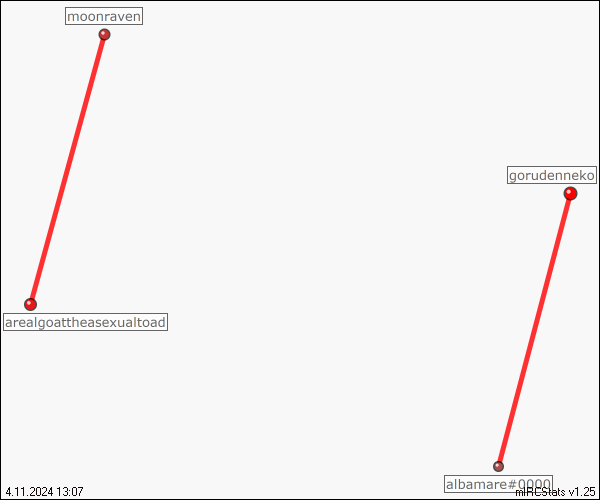 moonraven
gorudenneko
arealgoattheasexualtoad
albamare#0000
4.11.2024 13:07
mIRCStats v1.25